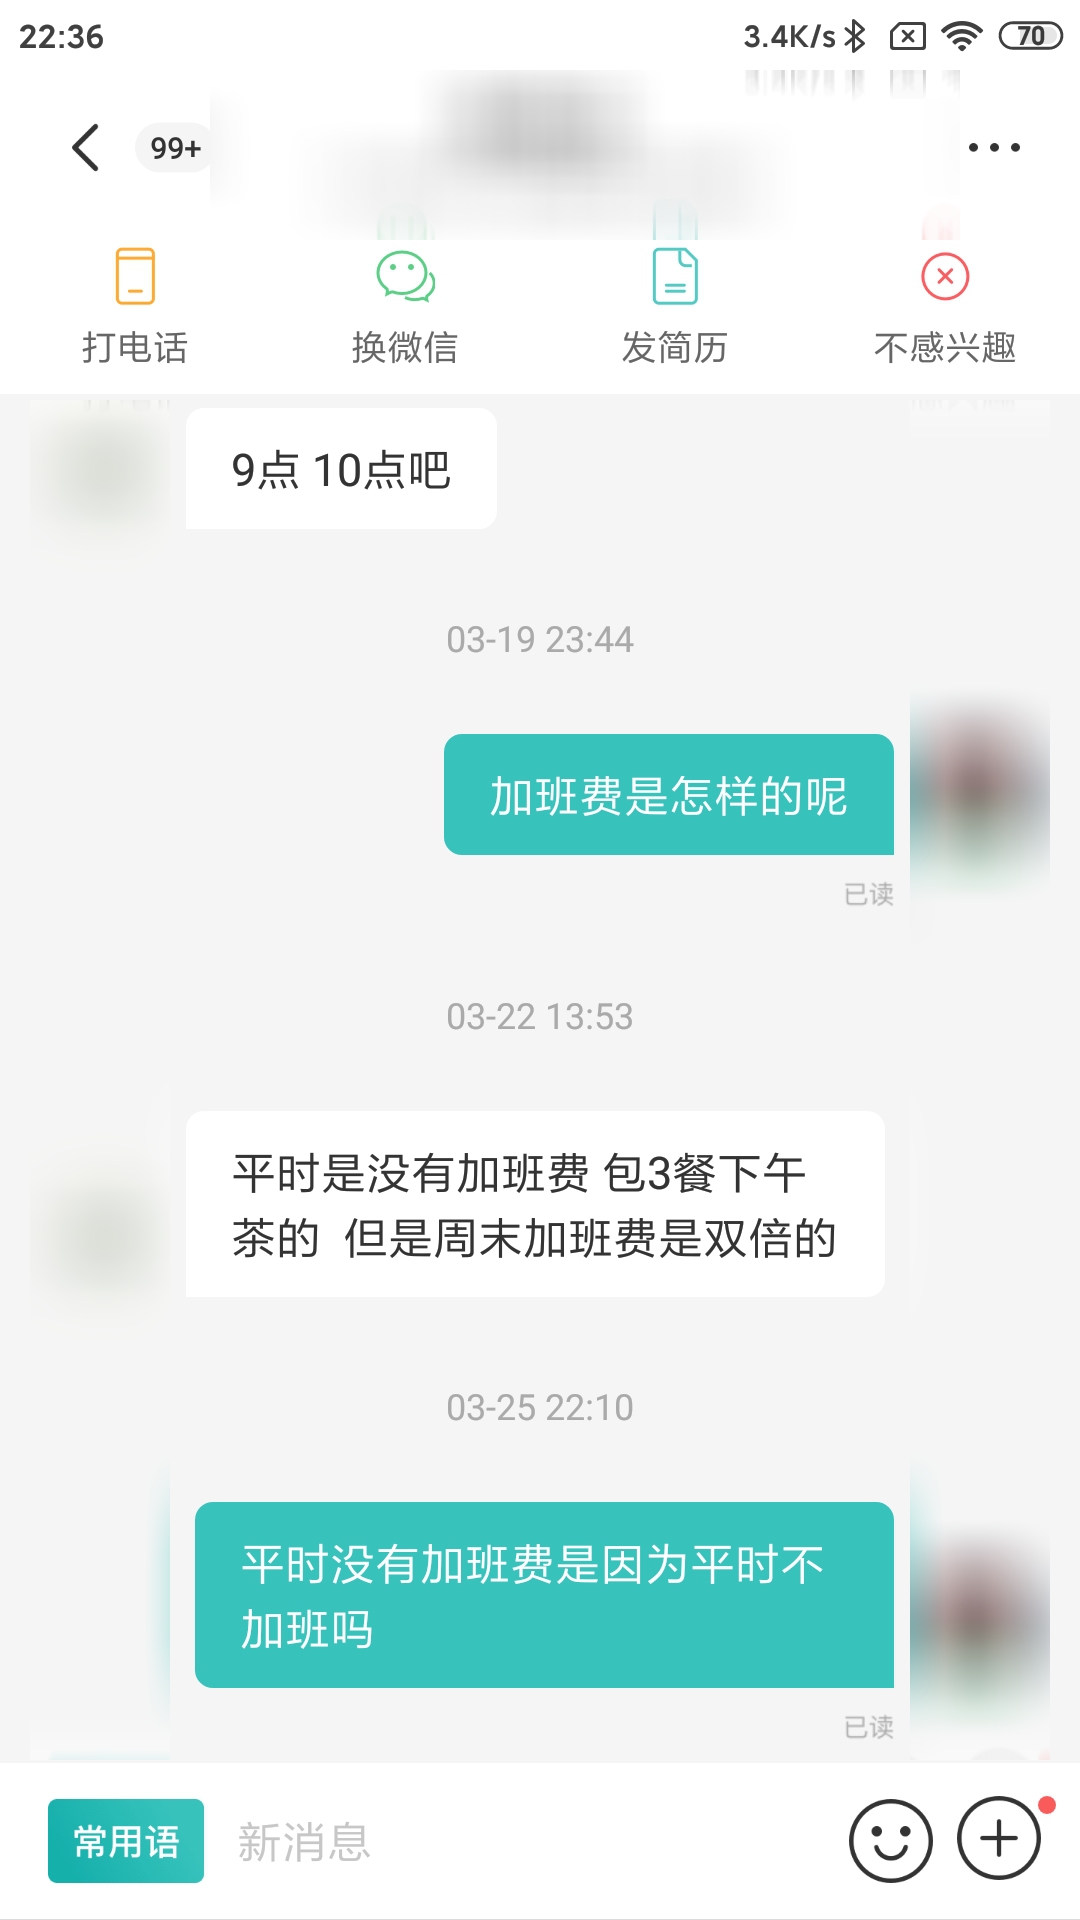 22:36
3.4K/s
70
99+
打电话
换微信
发简历
不感兴趣
9点 10点吧
03-19 23:44
加班费是怎样的呢
已读
03-22 13:53
平时是没有加班费 包3餐下午
茶的 但是周末加班费是双倍的
03-25 22:10
平时没有加班费是因为平时不
加班吗
已读
常用语
新消息